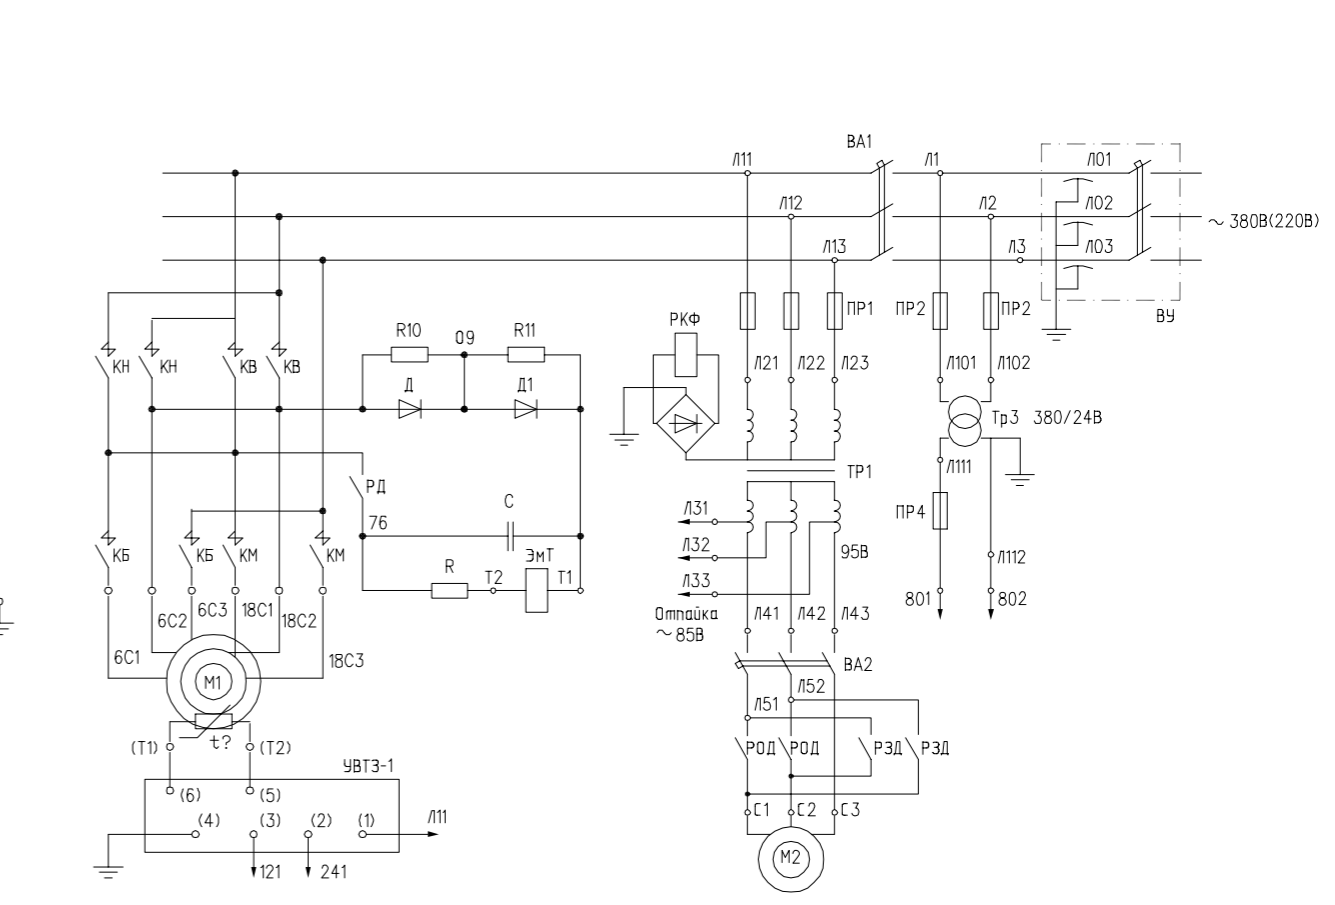 ВА1
Л11
Л1
Л01
Л12
Л2
Л02
~ 380В(220В)
Л13
Л3
Л03
ПР1
ПР2
ПР2
ВУ
РКФ
R10
09
R11
КН
КН
КВ
КВ
Л21
Л22
Л23
Л101
Л102
Д
Д1
Тр3 380/24В
Л111
ТР1
РД
С
Л31
ПР4
76
КБ
КБ
КМ
КМ
ЭмТ
Л32
95В
Л112
R
Т2
Т1
Л33
801
802
6С2
6С3
18С1
18С2
Отпайка
~ 85В
Л41
Л42
Л43
6С1
18С3
ВА2
М1
Л52
Л51
t?
(Т1)
(Т2)
РОД
РОД
РЗД
РЗД
УВТЗ-1
(6)
(5)
С1
С2
С3
(4)
(3)
(2)
(1)
Л11
М2
121
241